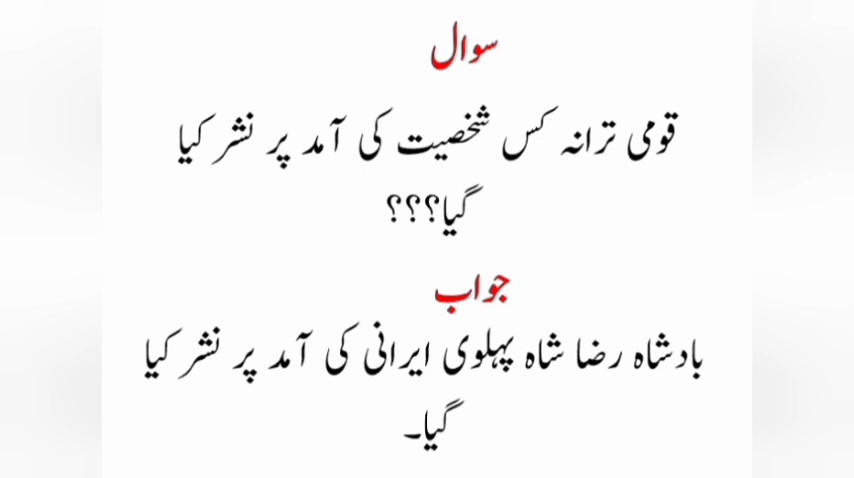 سوال
قومی ترانہ کس شخصیت کی آمد پر نشر کیا
گیا؟؟؟
جواب
بادشاہ رضا شاہ پہلوی ایرانی کی آمد پر نشر کیا
گیا۔